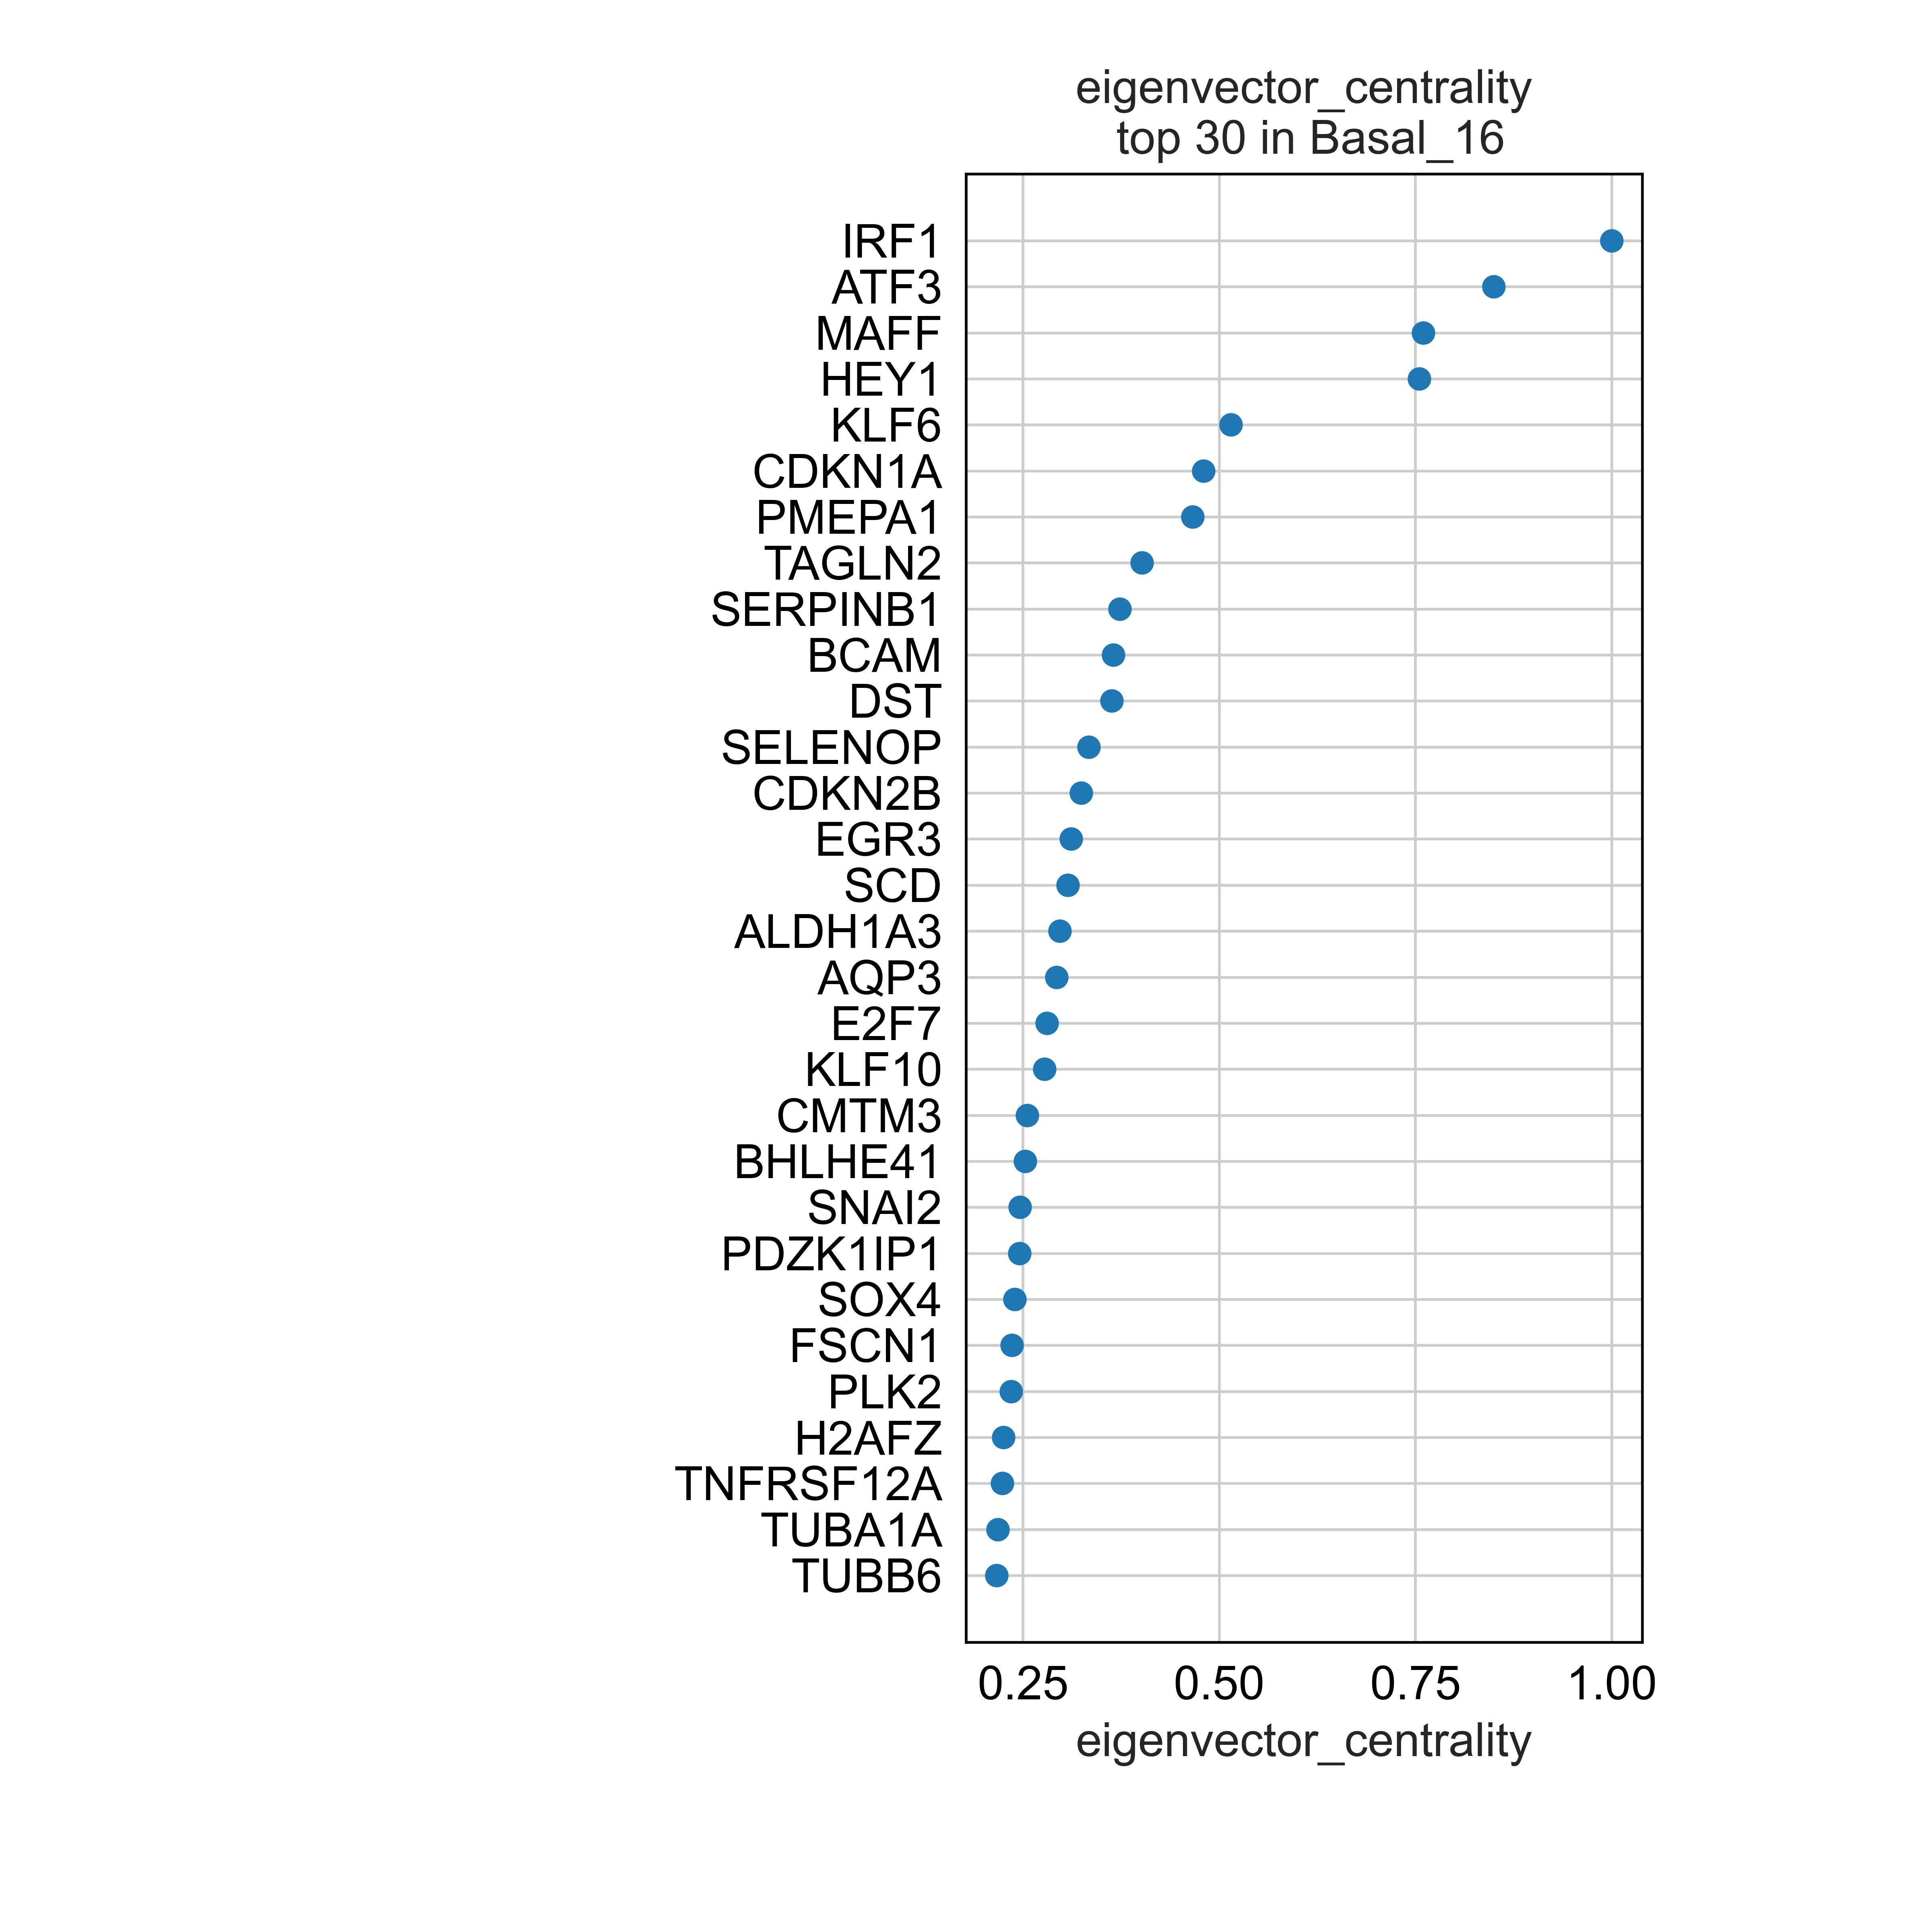 eigenvector_centrality
top 30 in Basal_16
IRF1
ATF3
MAFF
HEY1
KLF6
CDKN1A
PMEPA1
TAGLN2
SERPINB1
BCAM
DST
SELENOP
CDKN2B
EGR3
SCD
ALDH1A3
AQP3
E2F7
KLF10
CMTM3
BHLHE41
SNAI2
PDZK1IP1
SOX4
FSCN1
PLK2
H2AFZ
TNFRSF12A
TUBA1A
TUBB6
0.25 0.50 0.75 1.00
eigenvector_centrality